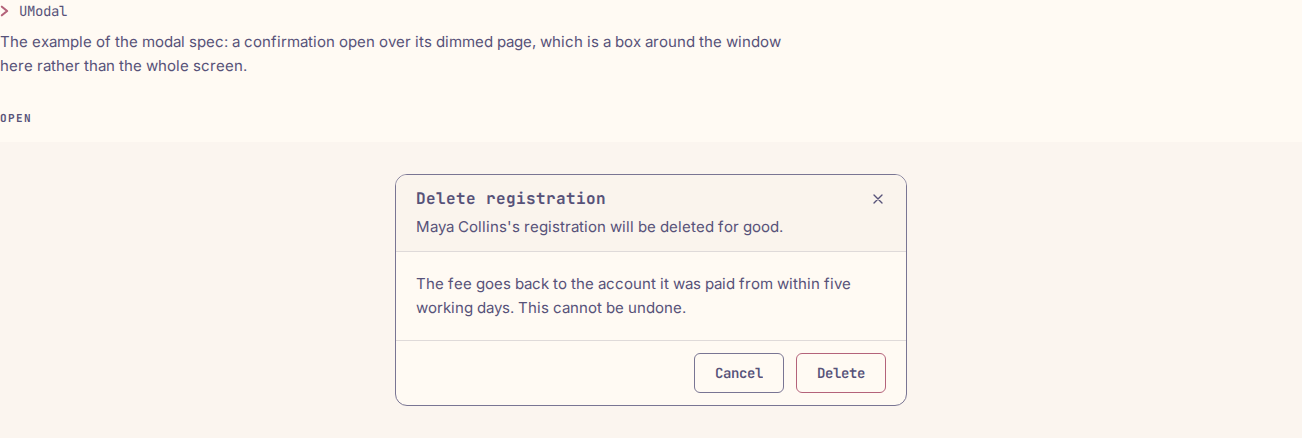 UModal
The example of the modal spec: a confirmation open over its dimmed page, which is a box around the window
here rather than the whole screen.
OPEN
Delete registration
Maya Collins's registration will be deleted for good.
The fee goes back to the account it was paid from within five
working days. This cannot be undone.
Cancel Delete